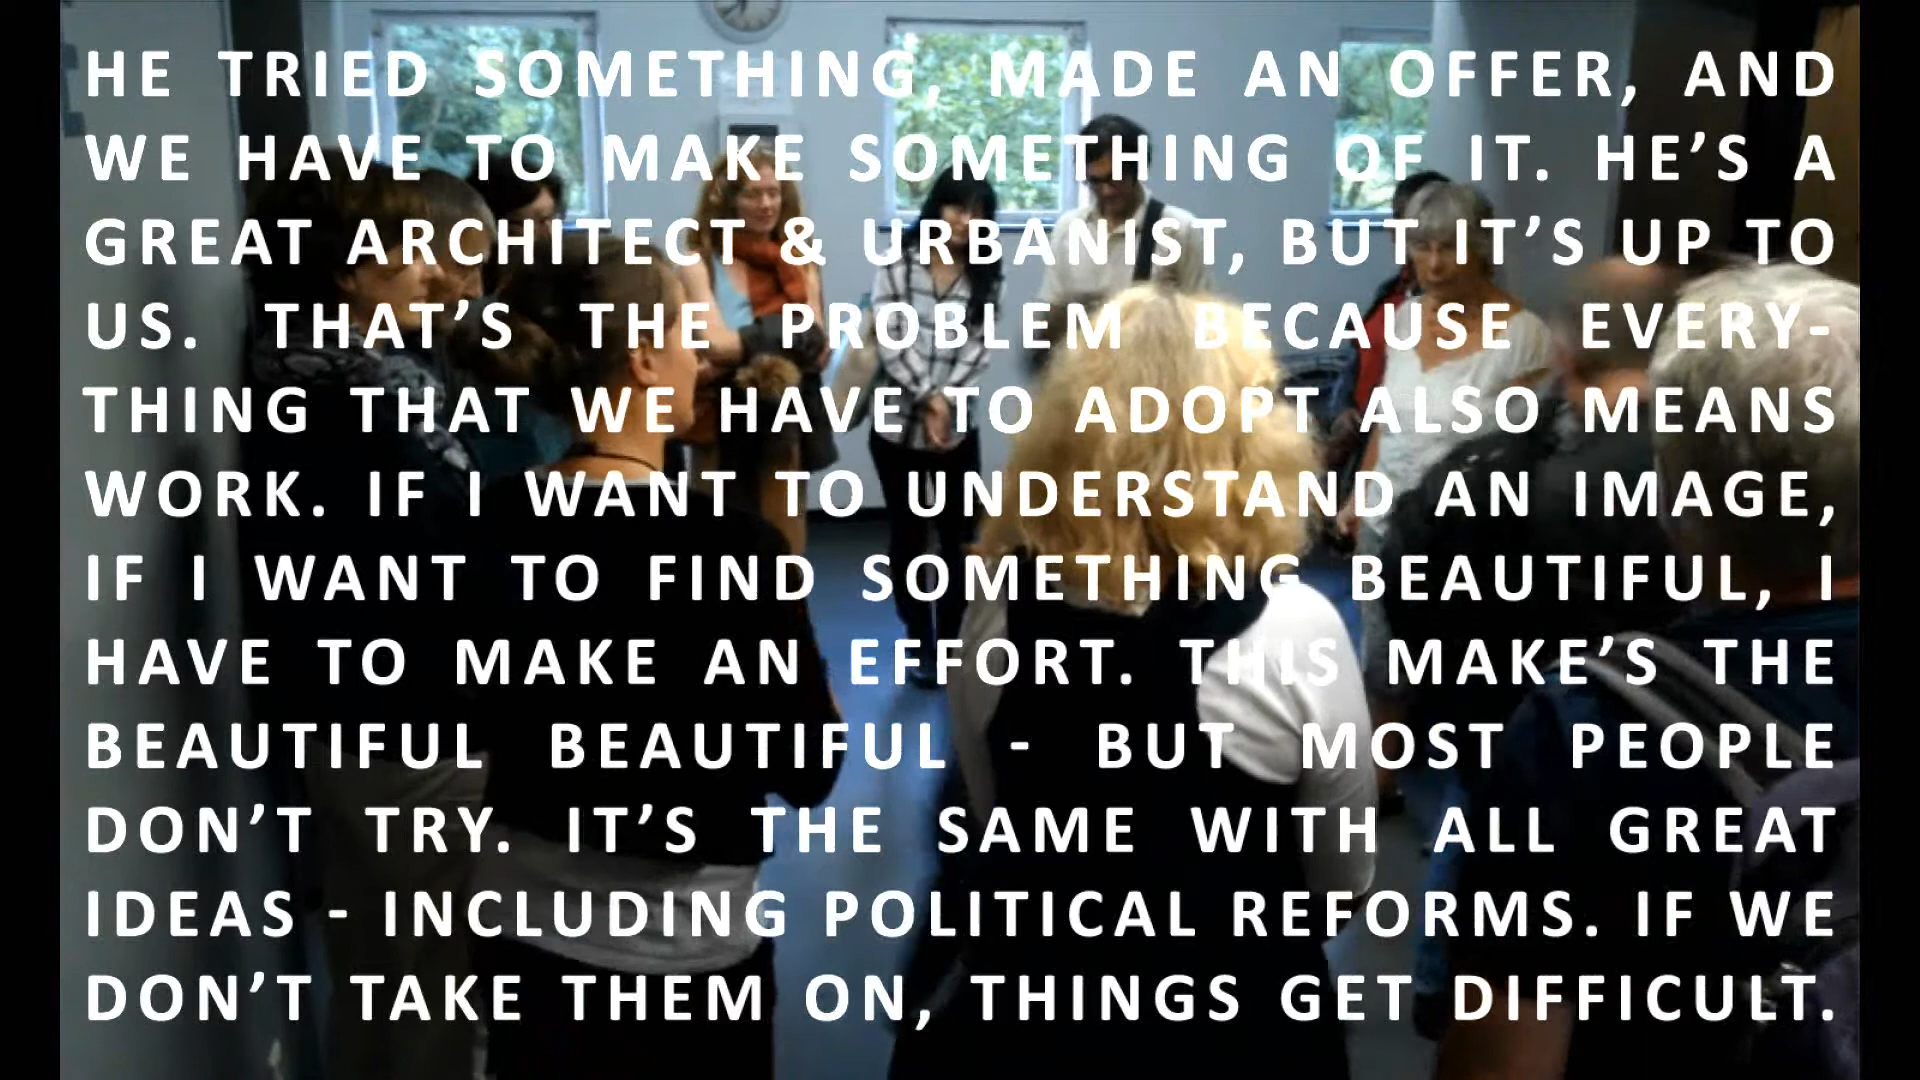 HE TRIED SOMETHING, MADE AN OFFER, AND
WE HAVE TO MAKE SOMETHING OF IT. HE’S A
GREAT ARCHITECT & URBANIST, BUT IT’S UP TO
US. THAT’S THE PROBLEM BECAUSE EVERY-
THING THAT WE HAVE TO ADOPT ALSO MEANS
WORK. IF I WANT TO UNDERSTAND AN IMAGE,
IF I WANT TO FIND SOMETHING BEAUTIFUL, I
HAVE TO MAKE AN EFFORT. THIS MAKE’S THE
BEAUTIFUL BEAUTIFUL - BUT MOST PEOPLE
DON’T TRY. IT’S THE SAME WITH ALL GREAT
IDEAS - INCLUDING POLITICAL REFORMS. IF WE
DON’T TAKE THEM ON, THINGS GET DIFFICULT.